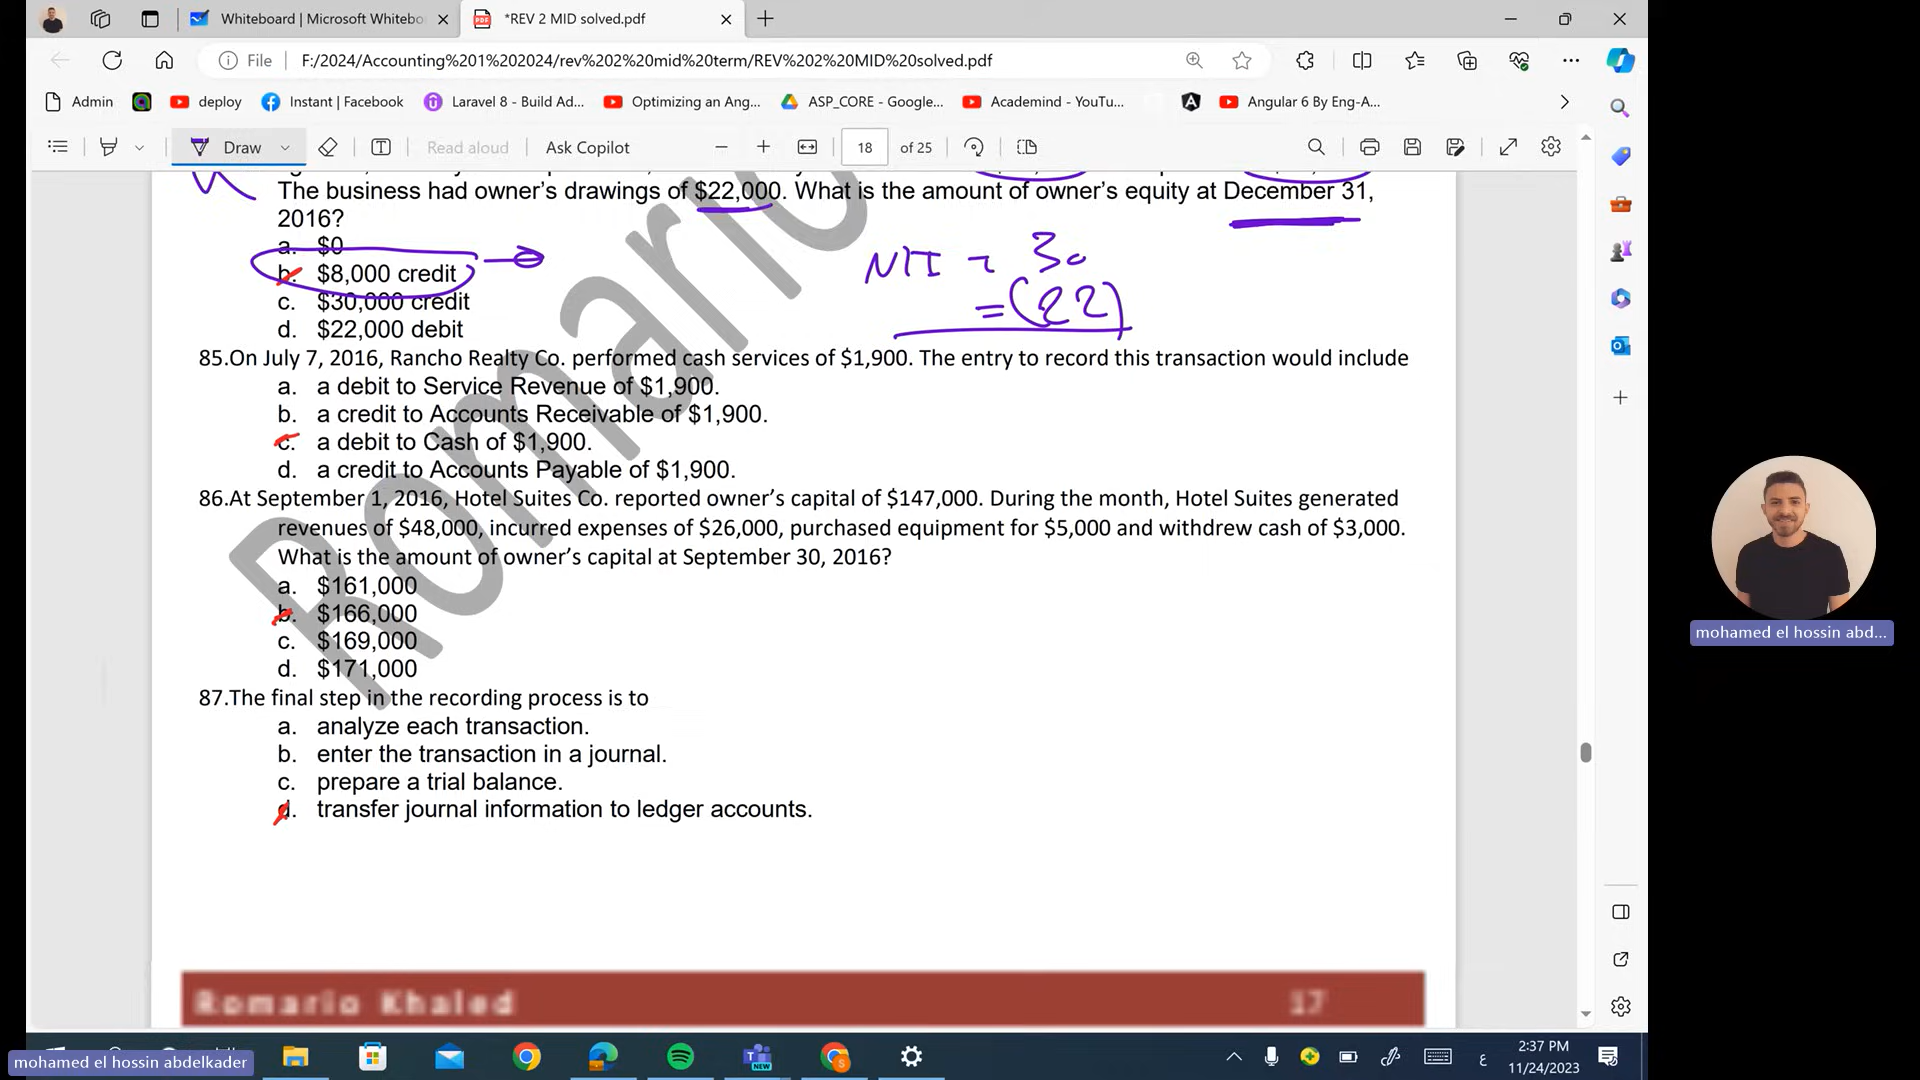 Whiteboard | Microsoft Whitebo
*REV 2 MID solved.pdf
File
F:/2024/Accounting%201%202024/rev%202%20mid%20term/REV%202%20MID%20solved.pdf
Admin
deploy
Instant | Facebook
Laravel 8 - Build Ad...
Optimizing an Ang...
ASP_CORE - Google...
Academind - YouTu...
Angular 6 By Eng-A...
Draw
Read aloud
Ask Copilot
18
of 25
The business had owner's drawings of $22,000. What is the amount of owner's equity at December 31,
2016?
a. $0
b. $8,000 credit
c. $30,000 credit
d. $22,000 debit
30
=(22)
85.On July 7, 2016, Rancho Realty Co. performed cash services of $1,900. The entry to record this transaction would include
a. a debit to Service Revenue of $1,900.
b. a credit to Accounts Receivable of $1,900.
c. a debit to Cash of $1,900.
d. a credit to Accounts Payable of $1,900.
86.At September 1, 2016, Hotel Suites Co. reported owner's capital of $147,000. During the month, Hotel Suites generated
revenues of $48,000, incurred expenses of $26,000, purchased equipment for $5,000 and withdrew cash of $3,000.
What is the amount of owner's capital at September 30, 2016?
a. $161,000
b. $166,000
c. $169,000
d. $171,000
87.The final step in the recording process is to
a. analyze each transaction.
b. enter the transaction in a journal.
c. prepare a trial balance.
d. transfer journal information to ledger accounts.
Romario
Romario Khaled
17
mohamed el hossin abd...
mohamed el hossin abdelkader
NEW
ع
2:37 PM
11/24/2023